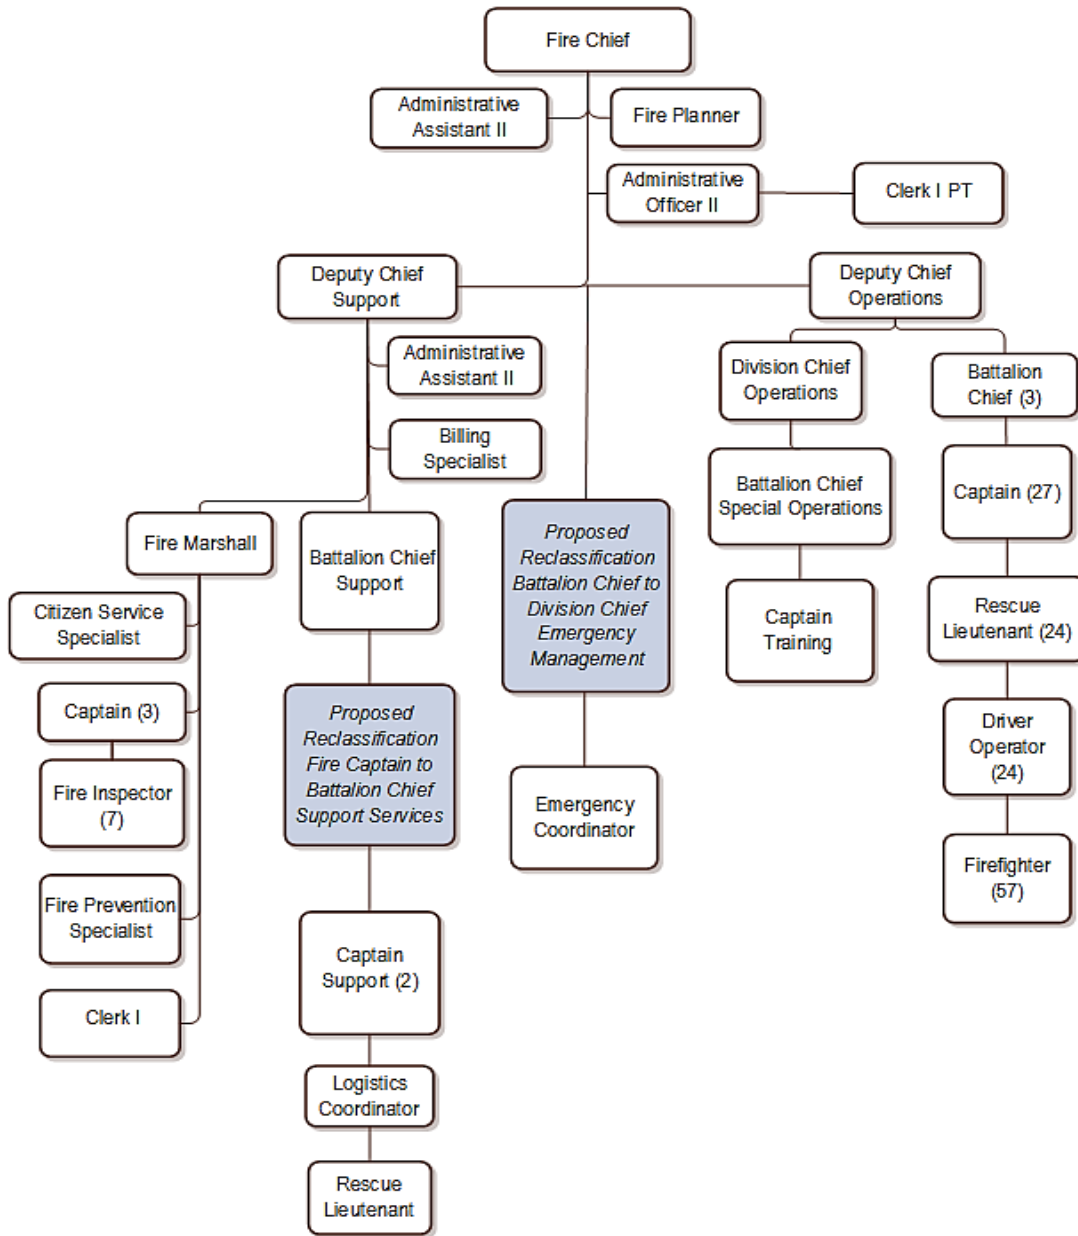 Fire Chief
Administrative
Assistant II
Fire Planner
Administrative
Officer II
Clerk I PT
Deputy Chief
Support
Deputy Chief
Operations
Administrative
Assistant II
Division Chief
Operations
Battalion
Chief (3)
Billing
Specialist
Battalion Chief
Special Operations
Captain (27)
Fire Marshall
Battalion Chief
Support
Proposed
Reclassification
Battalion Chief to
Division Chief
Emergency
Management
Captain
Training
Rescue
Lieutenant (24)
Citizen Service
Specialist
Captain (3)
Proposed
Reclassification
Fire Captain to
Battalion Chief
Support Services
Driver
Operator
(24)
Fire Inspector
(7)
Emergency
Coordinator
Firefighter
(57)
Fire Prevention
Specialist
Captain
Support (2)
Clerk I
Logistics
Coordinator
Rescue
Lieutenant